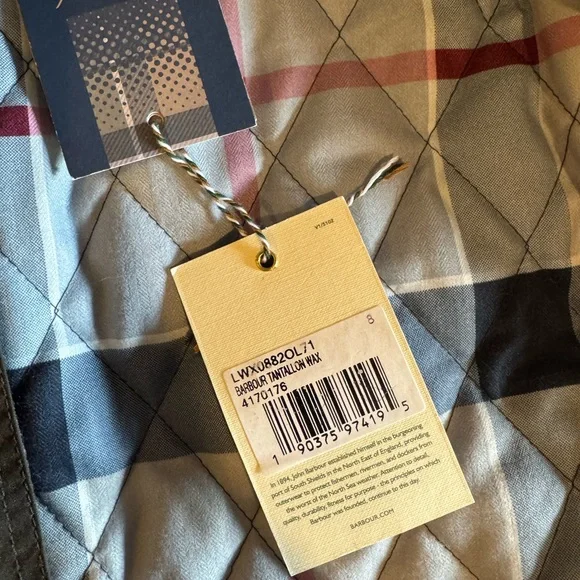 V1/5102
8
LWX0882OL71
BARBOUR TANTALLON WAX
4170176
1 90375 97419 5
In 1894, John Barbour established himself in the burgeoning
port of South Shields in the North East of England, providing
outerwear to protect fishermen, rivermen, and dockers from
the worst of the North Sea weather. Attention to detail,
quality, durability, fitness for purpose - the principles on which
Barbour was founded, continue to this day.
BARBOUR.COM